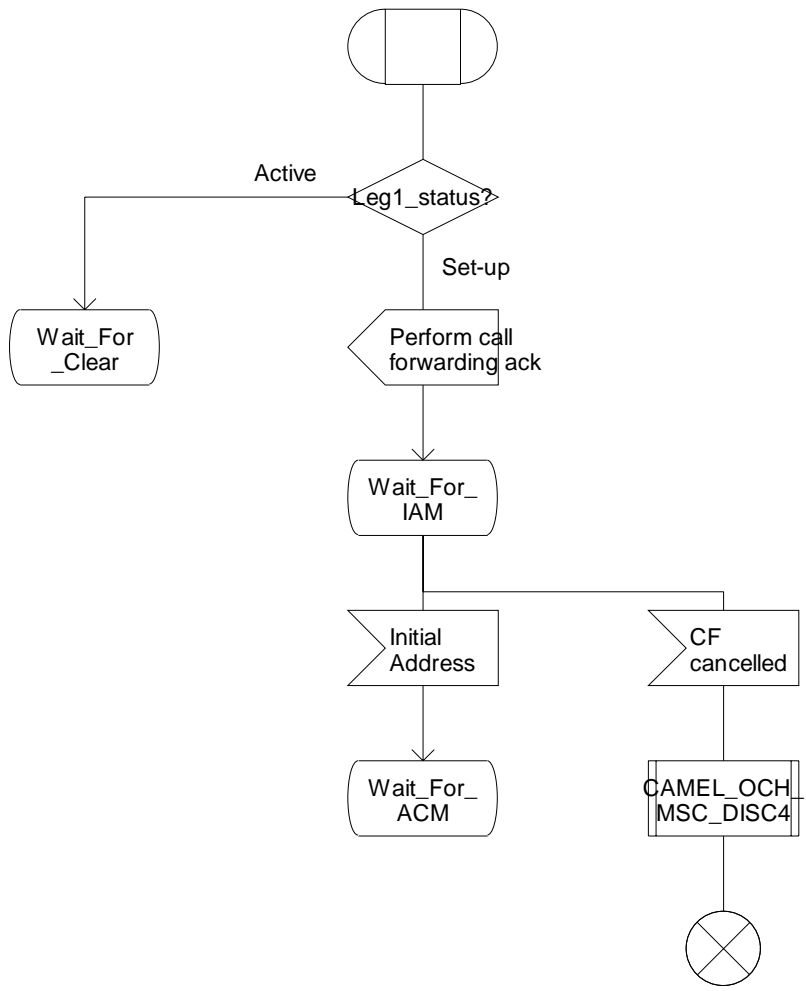 Active
Leg1_status?
Set-up
Wait_For
_Clear
Perform call
forwarding ack
Wait_For_
IAM
Initial
Address
CF
cancelled
Wait_For_
ACM
CAMEL_OCH_
MSC_DISC4